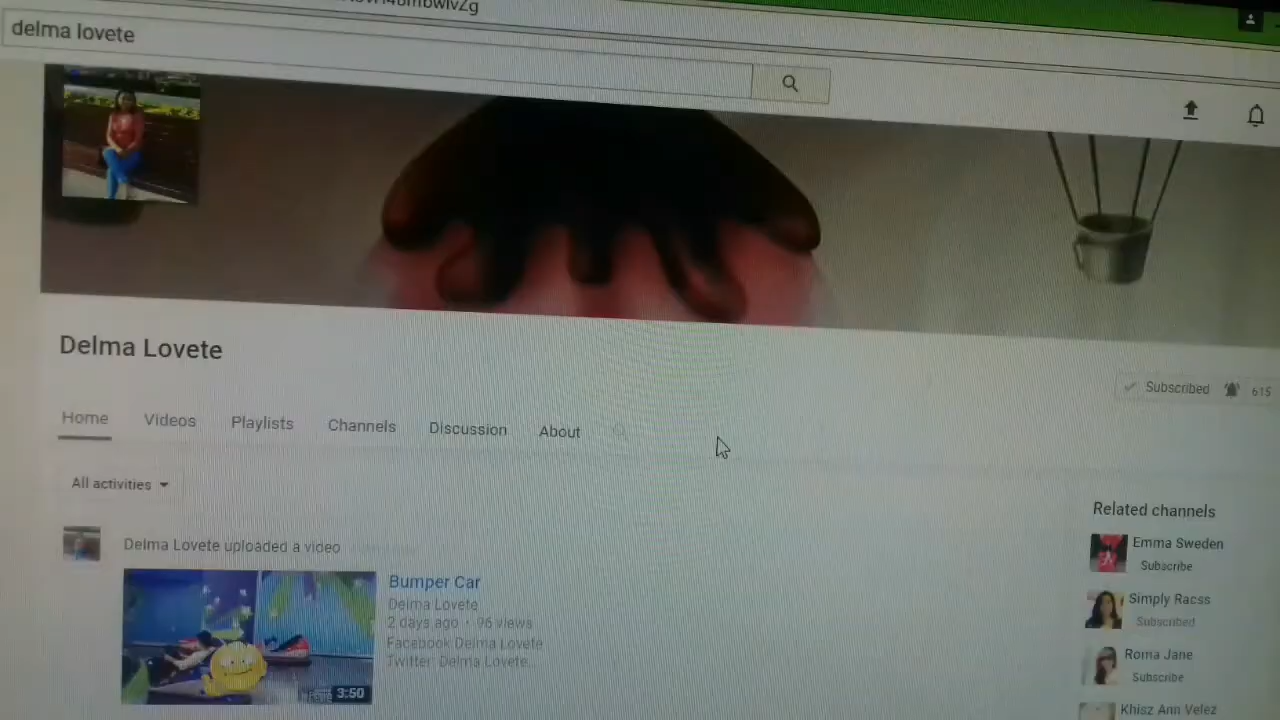 delma lovete
Delma Lovete
Subscribed 615
Home Videos Playlists Channels Discussion About
All activities
Related channels
Delma Lovete uploaded a video
Bumper Car
Delma Lovete
2 days ago • 96 views
Facebook:Delma Lovete
Twitter: Delma Lovete...
3:50
Emma Sweden
Subscribe
Simply Racss
Subscribed
Roma Jane
Subscribe
Khisz Ann Velez